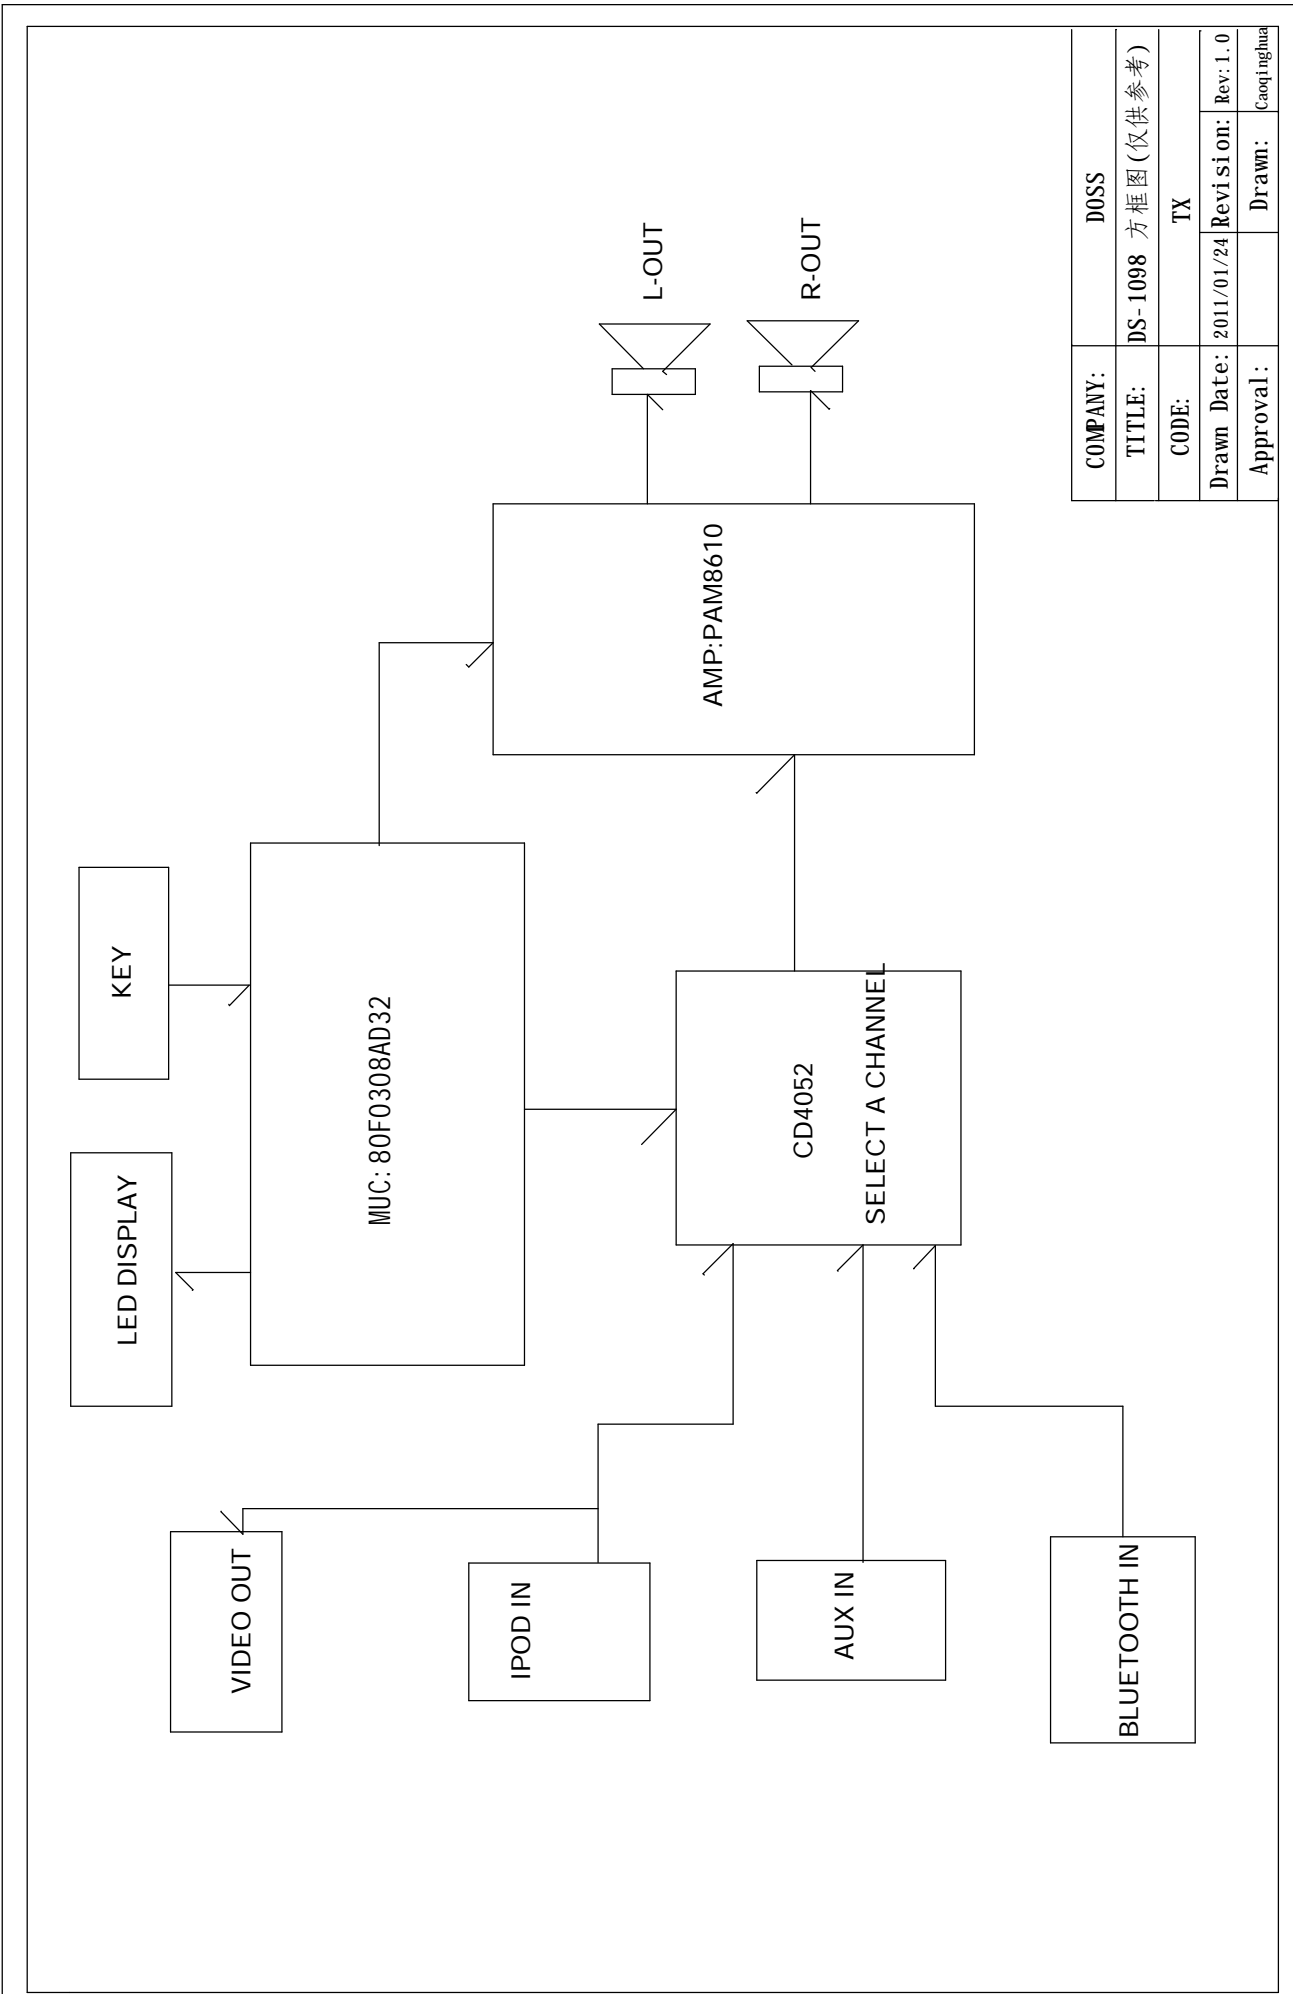 LED DISPLAY
KEY
VIDEO OUT
MUC:80F0308AD32
IPOD IN
L-OUT
AMP:PAM8610
CD4052
R-OUT
AUX IN
SELECT A CHANNEL
BLUETOOTH IN
COMPANY: DOSS
TITLE: DS-1098 方框图(仅供参考)
CODE: TX
Drawn Date: 2011/01/24 Revision: Rev:1.0
Approval: Drawn: Caoqinghua